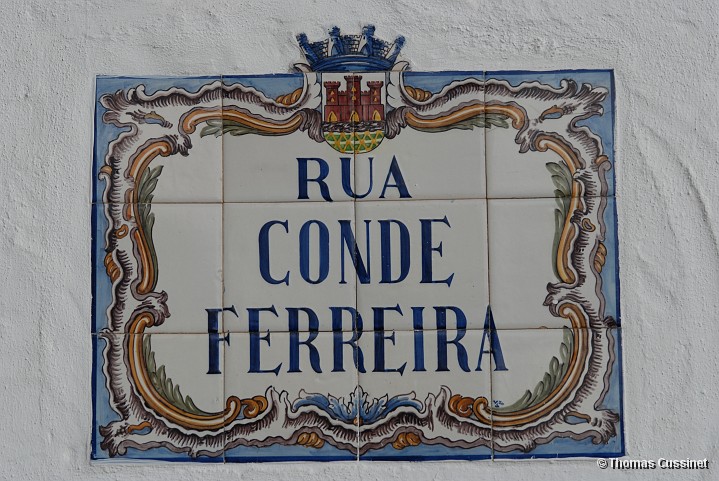 RUA
CONDE
FERREIRA
© Thomas Cussinet